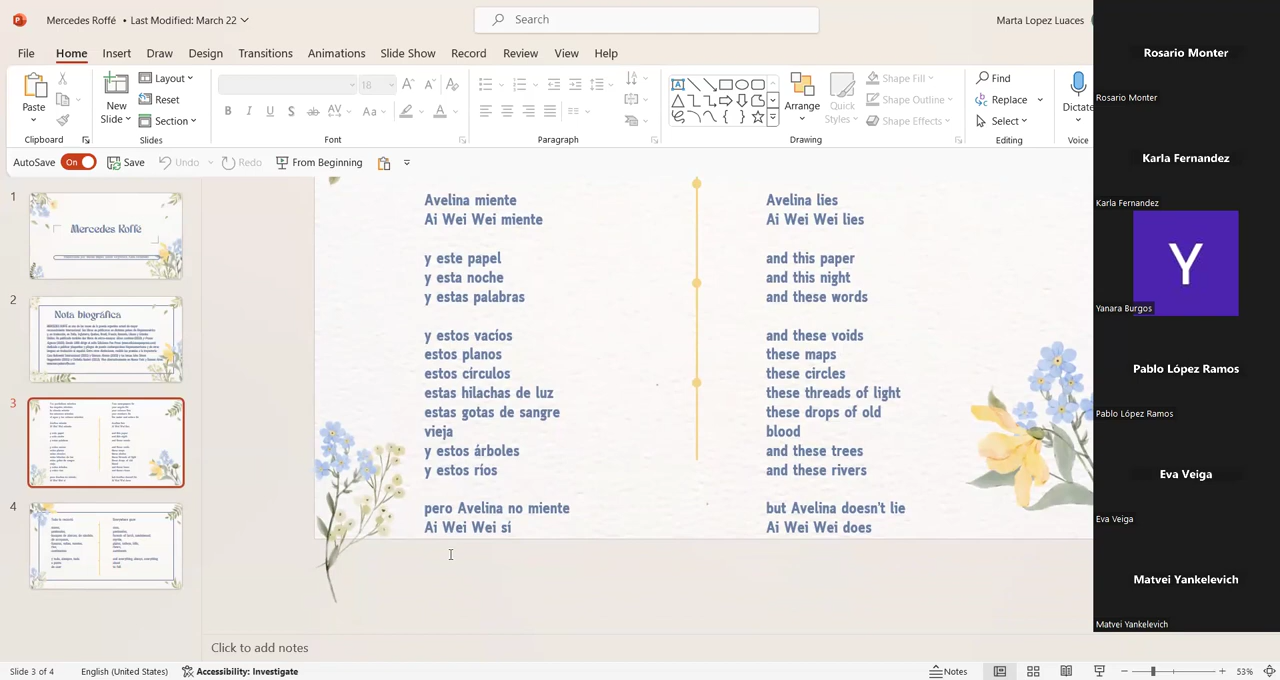 Mercedes Roffé • Last Modified: March 22
Search
Marta Lopez Luaces
File Home Insert Draw Design Transitions Animations Slide Show Record Review View Help
Paste
Clipboard
New Slide
Layout
Reset
Section
Slides
18
B I U S ab AV Aa A
Font
Paragraph
Arrange
Quick Styles
Shape Fill
Shape Outline
Shape Effects
Drawing
Find
Replace
Select
Editing
Dictate
Voice
AutoSave On Save Undo Redo From Beginning
1
Mercedes Roffé
2
Nota biográfica
3
4
Avelina miente
Ai Wei Wei miente
y este papel
y esta noche
y estas palabras
y estos vacíos
estos planos
estos círculos
estas hilachas de luz
estas gotas de sangre
vieja
y estos árboles
y estos ríos
pero Avelina no miente
Ai Wei Wei sí
Avelina lies
Ai Wei Wei lies
and this paper
and this night
and these words
and these voids
these maps
these circles
these threads of light
these drops of old
blood
and these trees
and these rivers
but Avelina doesn't lie
Ai Wei Wei does
Rosario Monter
Rosario Monter
Karla Fernandez
Karla Fernandez
Y
Yanara Burgos
Pablo López Ramos
Pablo López Ramos
Eva Veiga
Eva Veiga
Matvei Yankelevich
Matvei Yankelevich
Click to add notes
Slide 3 of 4 English (United States) Accessibility: Investigate Notes 53%